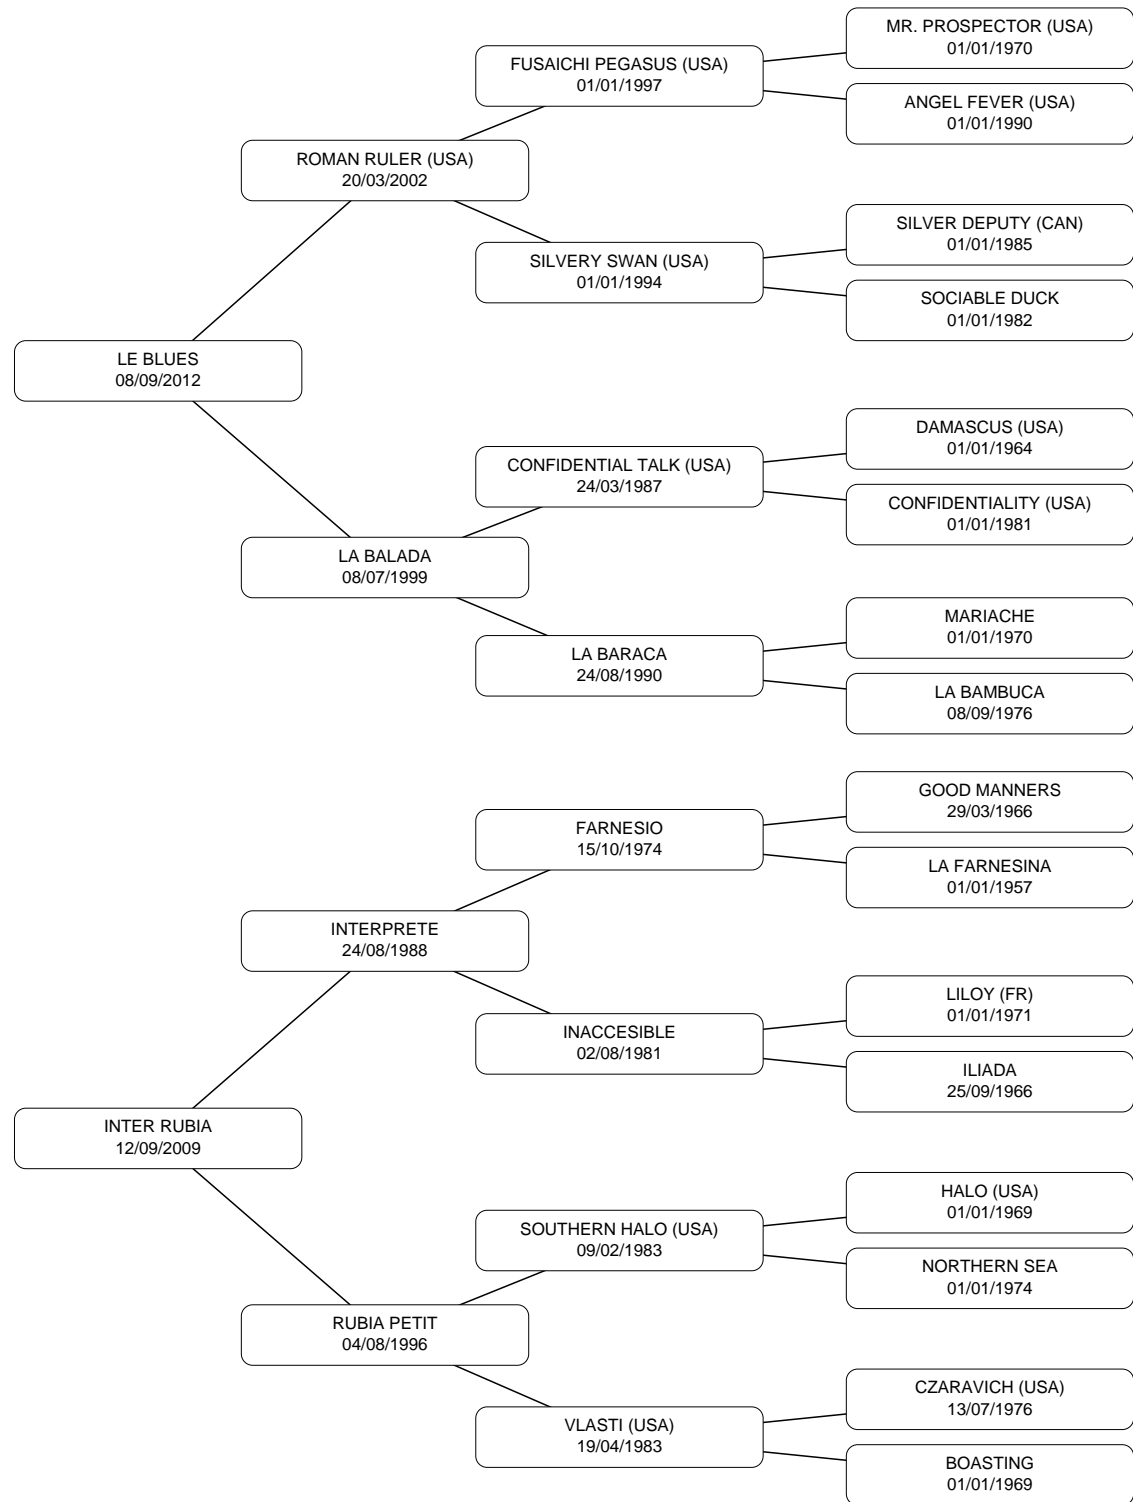 MR. PROSPECTOR (USA)
01/01/1970
FUSAICHI PEGASUS (USA)
01/01/1997
ANGEL FEVER (USA)
01/01/1990
ROMAN RULER (USA)
20/03/2002
SILVER DEPUTY (CAN)
01/01/1985
SILVERY SWAN (USA)
01/01/1994
SOCIABLE DUCK
01/01/1982
LE BLUES
08/09/2012
DAMASCUS (USA)
01/01/1964
CONFIDENTIAL TALK (USA)
24/03/1987
CONFIDENTIALITY (USA)
01/01/1981
LA BALADA
08/07/1999
MARIACHE
01/01/1970
LA BARACA
24/08/1990
LA BAMBUCA
08/09/1976
GOOD MANNERS
29/03/1966
FARNESIO
15/10/1974
LA FARNESINA
01/01/1957
INTERPRETE
24/08/1988
LILOY (FR)
01/01/1971
INACCESIBLE
02/08/1981
ILIADA
25/09/1966
INTER RUBIA
12/09/2009
HALO (USA)
01/01/1969
SOUTHERN HALO (USA)
09/02/1983
NORTHERN SEA
01/01/1974
RUBIA PETIT
04/08/1996
CZARAVICH (USA)
13/07/1976
VLASTI (USA)
19/04/1983
BOASTING
01/01/1969